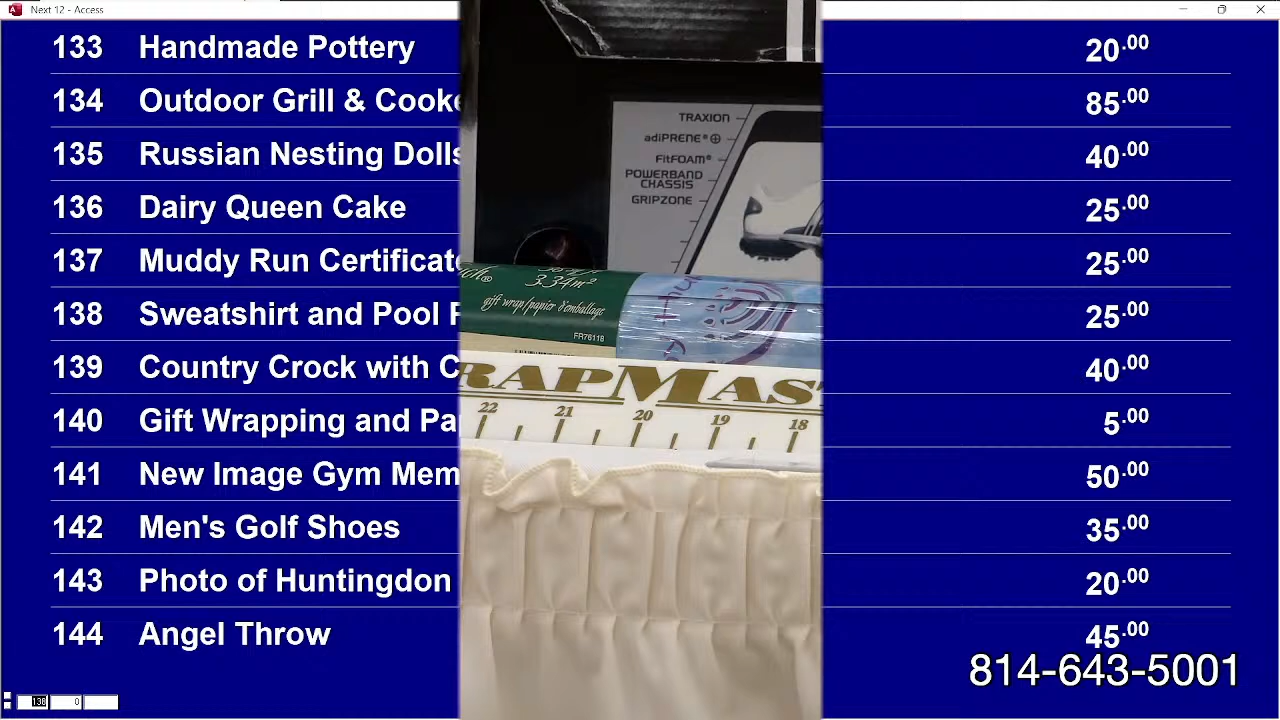 Next 12 - Access
133 Handmade Pottery 20.00
134 Outdoor Grill & Cooke 85.00
135 Russian Nesting Dolls 40.00
136 Dairy Queen Cake 25.00
137 Muddy Run Certificate 25.00
138 Sweatshirt and Pool 25.00
139 Country Crock with C 40.00
140 Gift Wrapping and Pa 5.00
141 New Image Gym Mem 50.00
142 Men's Golf Shoes 35.00
143 Photo of Huntingdon 20.00
144 Angel Throw 45.00
814-643-5001
138 0
TRAXION
adiPRENE®
FitFOAM®
POWERBAND
CHASSIS
GRIPZONE
3.34m²
gift wrap/papier d'emballage
FR76118
RAPMAS
22 21 20 19 18